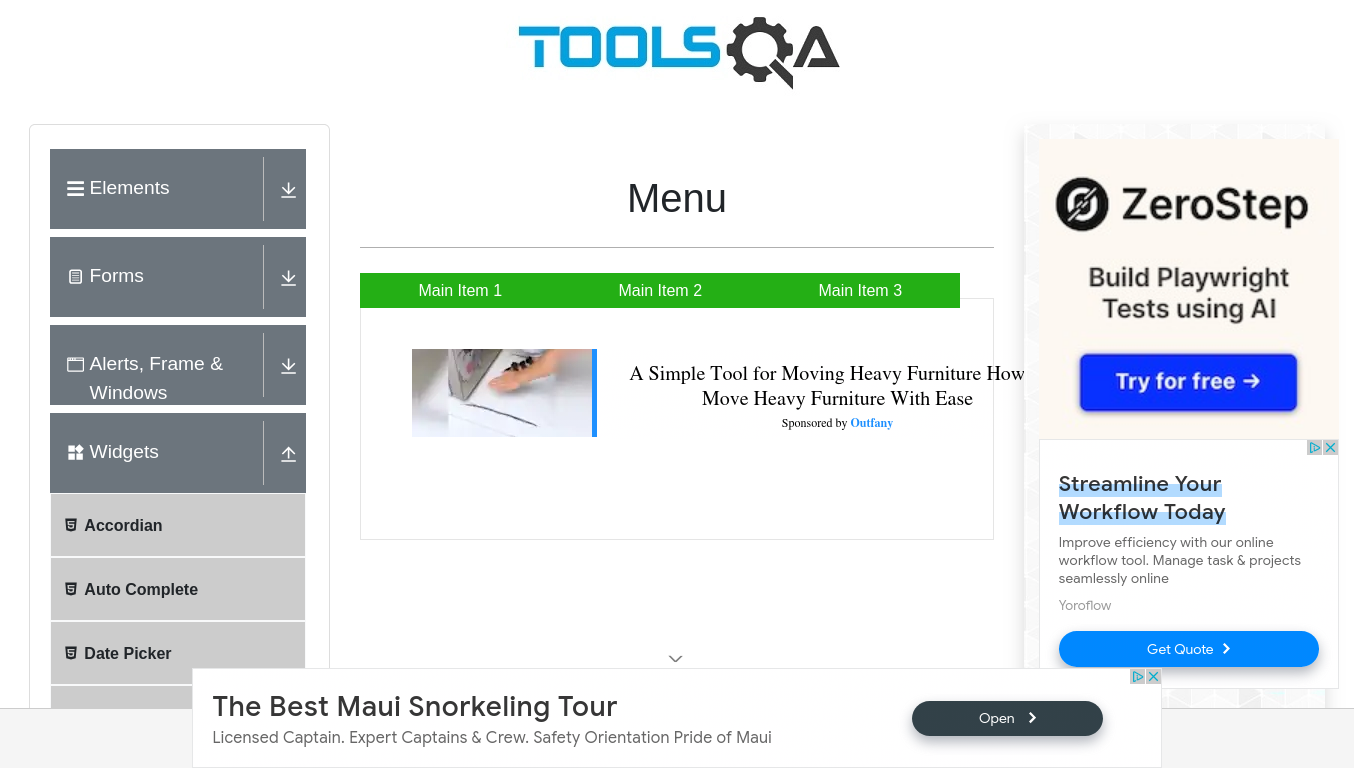 TOOLSQA
Elements
Forms
Alerts, Frame &
Windows
Widgets
Accordian
Auto Complete
Date Picker
Menu
Main Item 1
Main Item 2
Main Item 3
A Simple Tool for Moving Heavy Furniture How
Move Heavy Furniture With Ease
Sponsored by Outfany
ZeroStep
Build Playwright
Tests using AI
Try for free →
Streamline Your
Workflow Today
Improve efficiency with our online
workflow tool. Manage task & projects
seamlessly online
Yoroflow
Get Quote
The Best Maui Snorkeling Tour
Licensed Captain. Expert Captains & Crew. Safety Orientation Pride of Maui
Open